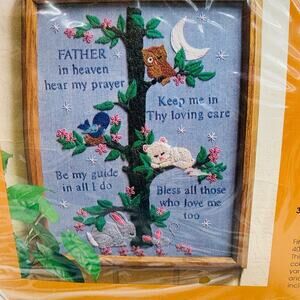 FATHER
in heaven
hear my prayer
Keep me in
Thy loving care
Be my guide
in all I do
Bless all those
who love me
too